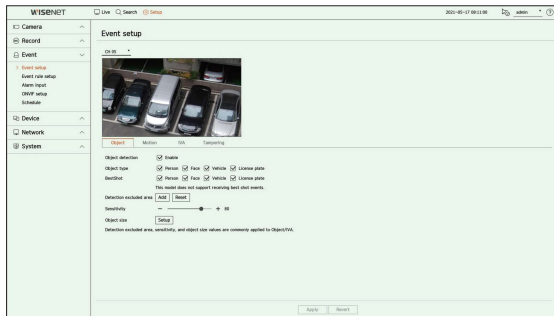 WISENET
Live Search Setup
2021-05-17 00:11:00 admin
Camera
Record
Event
Event setup
Event rule setup
Alarm input
ONVIF setup
Schedule
Device
Network
System
Event setup
CH 05
Object Motion IVA Tampering
Object detection Enable
Object type Person Face Vehicle License plate
BestShot Person Face Vehicle License plate
This model does not support receiving best shot events.
Detection excluded area Add Reset
Sensitivity 80
Object size Setup
Detection excluded area, sensitivity, and object size values are commonly applied to Object/IVA.
Apply Revert